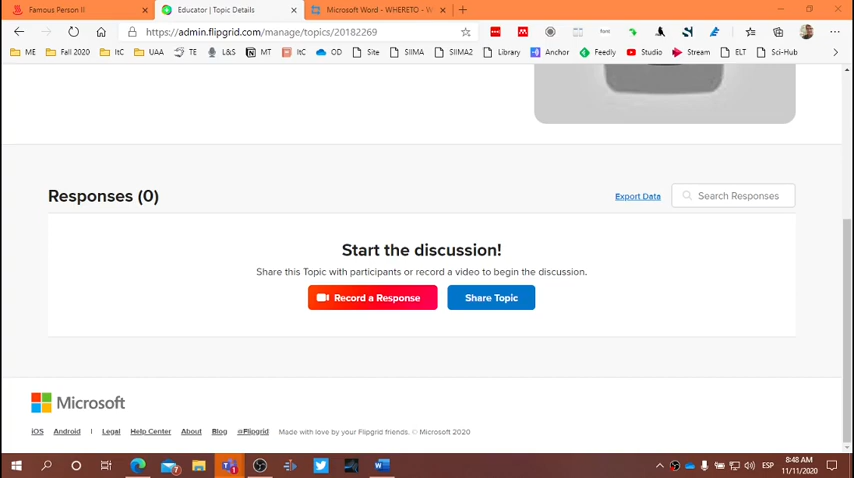 Famous Person II
Educator | Topic Details
Microsoft Word - WHERETO - W
https://admin.flipgrid.com/manage/topics/20182269
ME
Fall 2020
ItC
UAA
TE
L&S
MT
ItC
OD
Site
SIIMA
SIIMA2
Library
Anchor
Feedly
Studio
Stream
ELT
Sci-Hub
Responses (0)
Export Data
Search Responses
Start the discussion!
Share this Topic with participants or record a video to begin the discussion.
Record a Response
Share Topic
Microsoft
iOS Android | Legal Help Center About Blog @Flipgrid Made with love by your Flipgrid friends. © Microsoft 2020
ESP
8:48 AM
11/11/2020